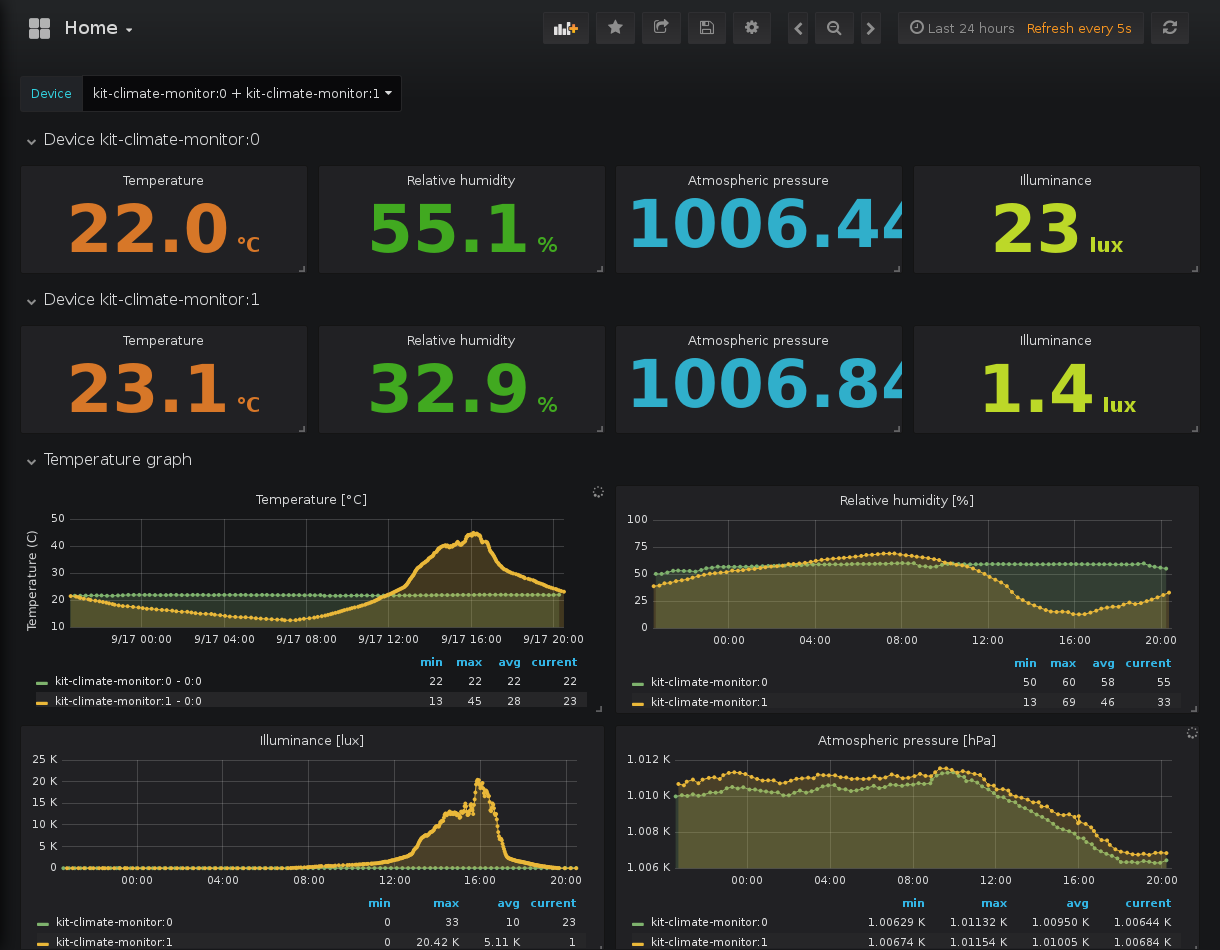 Home
Last 24 hours Refresh every 5s
Device kit-climate-monitor:0 + kit-climate-monitor:1
Device kit-climate-monitor:0
Temperature Relative humidity Atmospheric pressure Illuminance
22.0 °C 55.1 % 1006.44 23 lux
Device kit-climate-monitor:1
Temperature Relative humidity Atmospheric pressure Illuminance
23.1 °C 32.9 % 1006.84 1.4 lux
Temperature graph
Temperature [°C]
Temperature (C)
50
40
30
20
10
9/17 00:00 9/17 04:00 9/17 08:00 9/17 12:00 9/17 16:00 9/17 20:00
min max avg current
kit-climate-monitor:0 - 0:0 22 22 22 22
kit-climate-monitor:1 - 0:0 13 45 28 23
Relative humidity [%]
100
75
50
25
0
00:00 04:00 08:00 12:00 16:00 20:00
min max avg current
kit-climate-monitor:0 50 60 58 55
kit-climate-monitor:1 13 69 46 33
Illuminance [lux]
25 K
20 K
15 K
10 K
5 K
0
00:00 04:00 08:00 12:00 16:00 20:00
min max avg current
kit-climate-monitor:0 0 33 10 23
kit-climate-monitor:1 0 20.42 K 5.11 K 1
Atmospheric pressure [hPa]
1.012 K
1.010 K
1.008 K
1.006 K
00:00 04:00 08:00 12:00 16:00 20:00
min max avg current
kit-climate-monitor:0 1.00629 K 1.01132 K 1.00950 K 1.00644 K
kit-climate-monitor:1 1.00674 K 1.01154 K 1.01005 K 1.00684 K